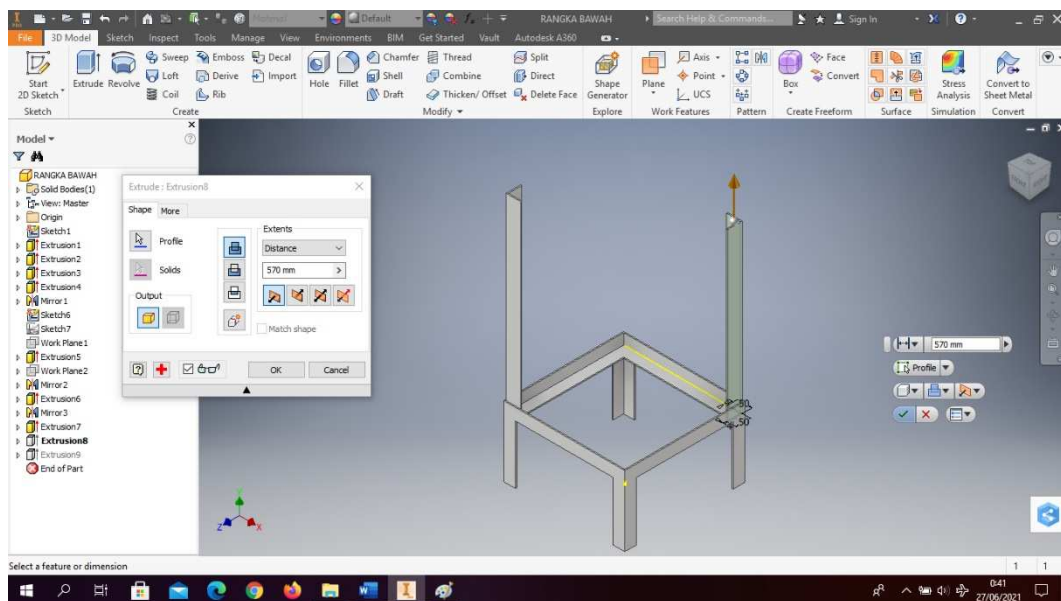 Material
Default
RANGKA BAWAH
Search Help & Commands...
Sign In
File 3D Model Sketch Inspect Tools Manage View Environments BIM Get Started Vault Autodesk A360
Start
2D Sketch
Extrude Revolve
Sweep Emboss Decal
Loft Derive Import
Coil Rib
Hole Fillet
Chamfer Thread
Shell Combine
Draft Thicken/ Offset
Split
Direct
Delete Face
Shape
Generator
Plane
Axis
Point
UCS
Box
Face
Convert
Stress
Analysis
Convert to
Sheet Metal
Sketch Create Modify Explore Work Features Pattern Create Freeform Surface Simulation Convert
Model
RANGKA BAWAH
Solid Bodies(1)
View: Master
Origin
Sketch1
Extrusion1
Extrusion2
Extrusion3
Extrusion4
Mirror1
Sketch6
Sketch7
Work Plane1
Extrusion5
Work Plane2
Mirror2
Extrusion6
Mirror3
Extrusion7
Extrusion8
Extrusion9
End of Part
Extrude : Extrusion8
Shape More
Profile
Solids
Output
Extents
Distance
570 mm
Match shape
OK Cancel
50
50
570 mm
Profile
Y
Z X
Select a feature or dimension
1 1
0:41
27/06/2021